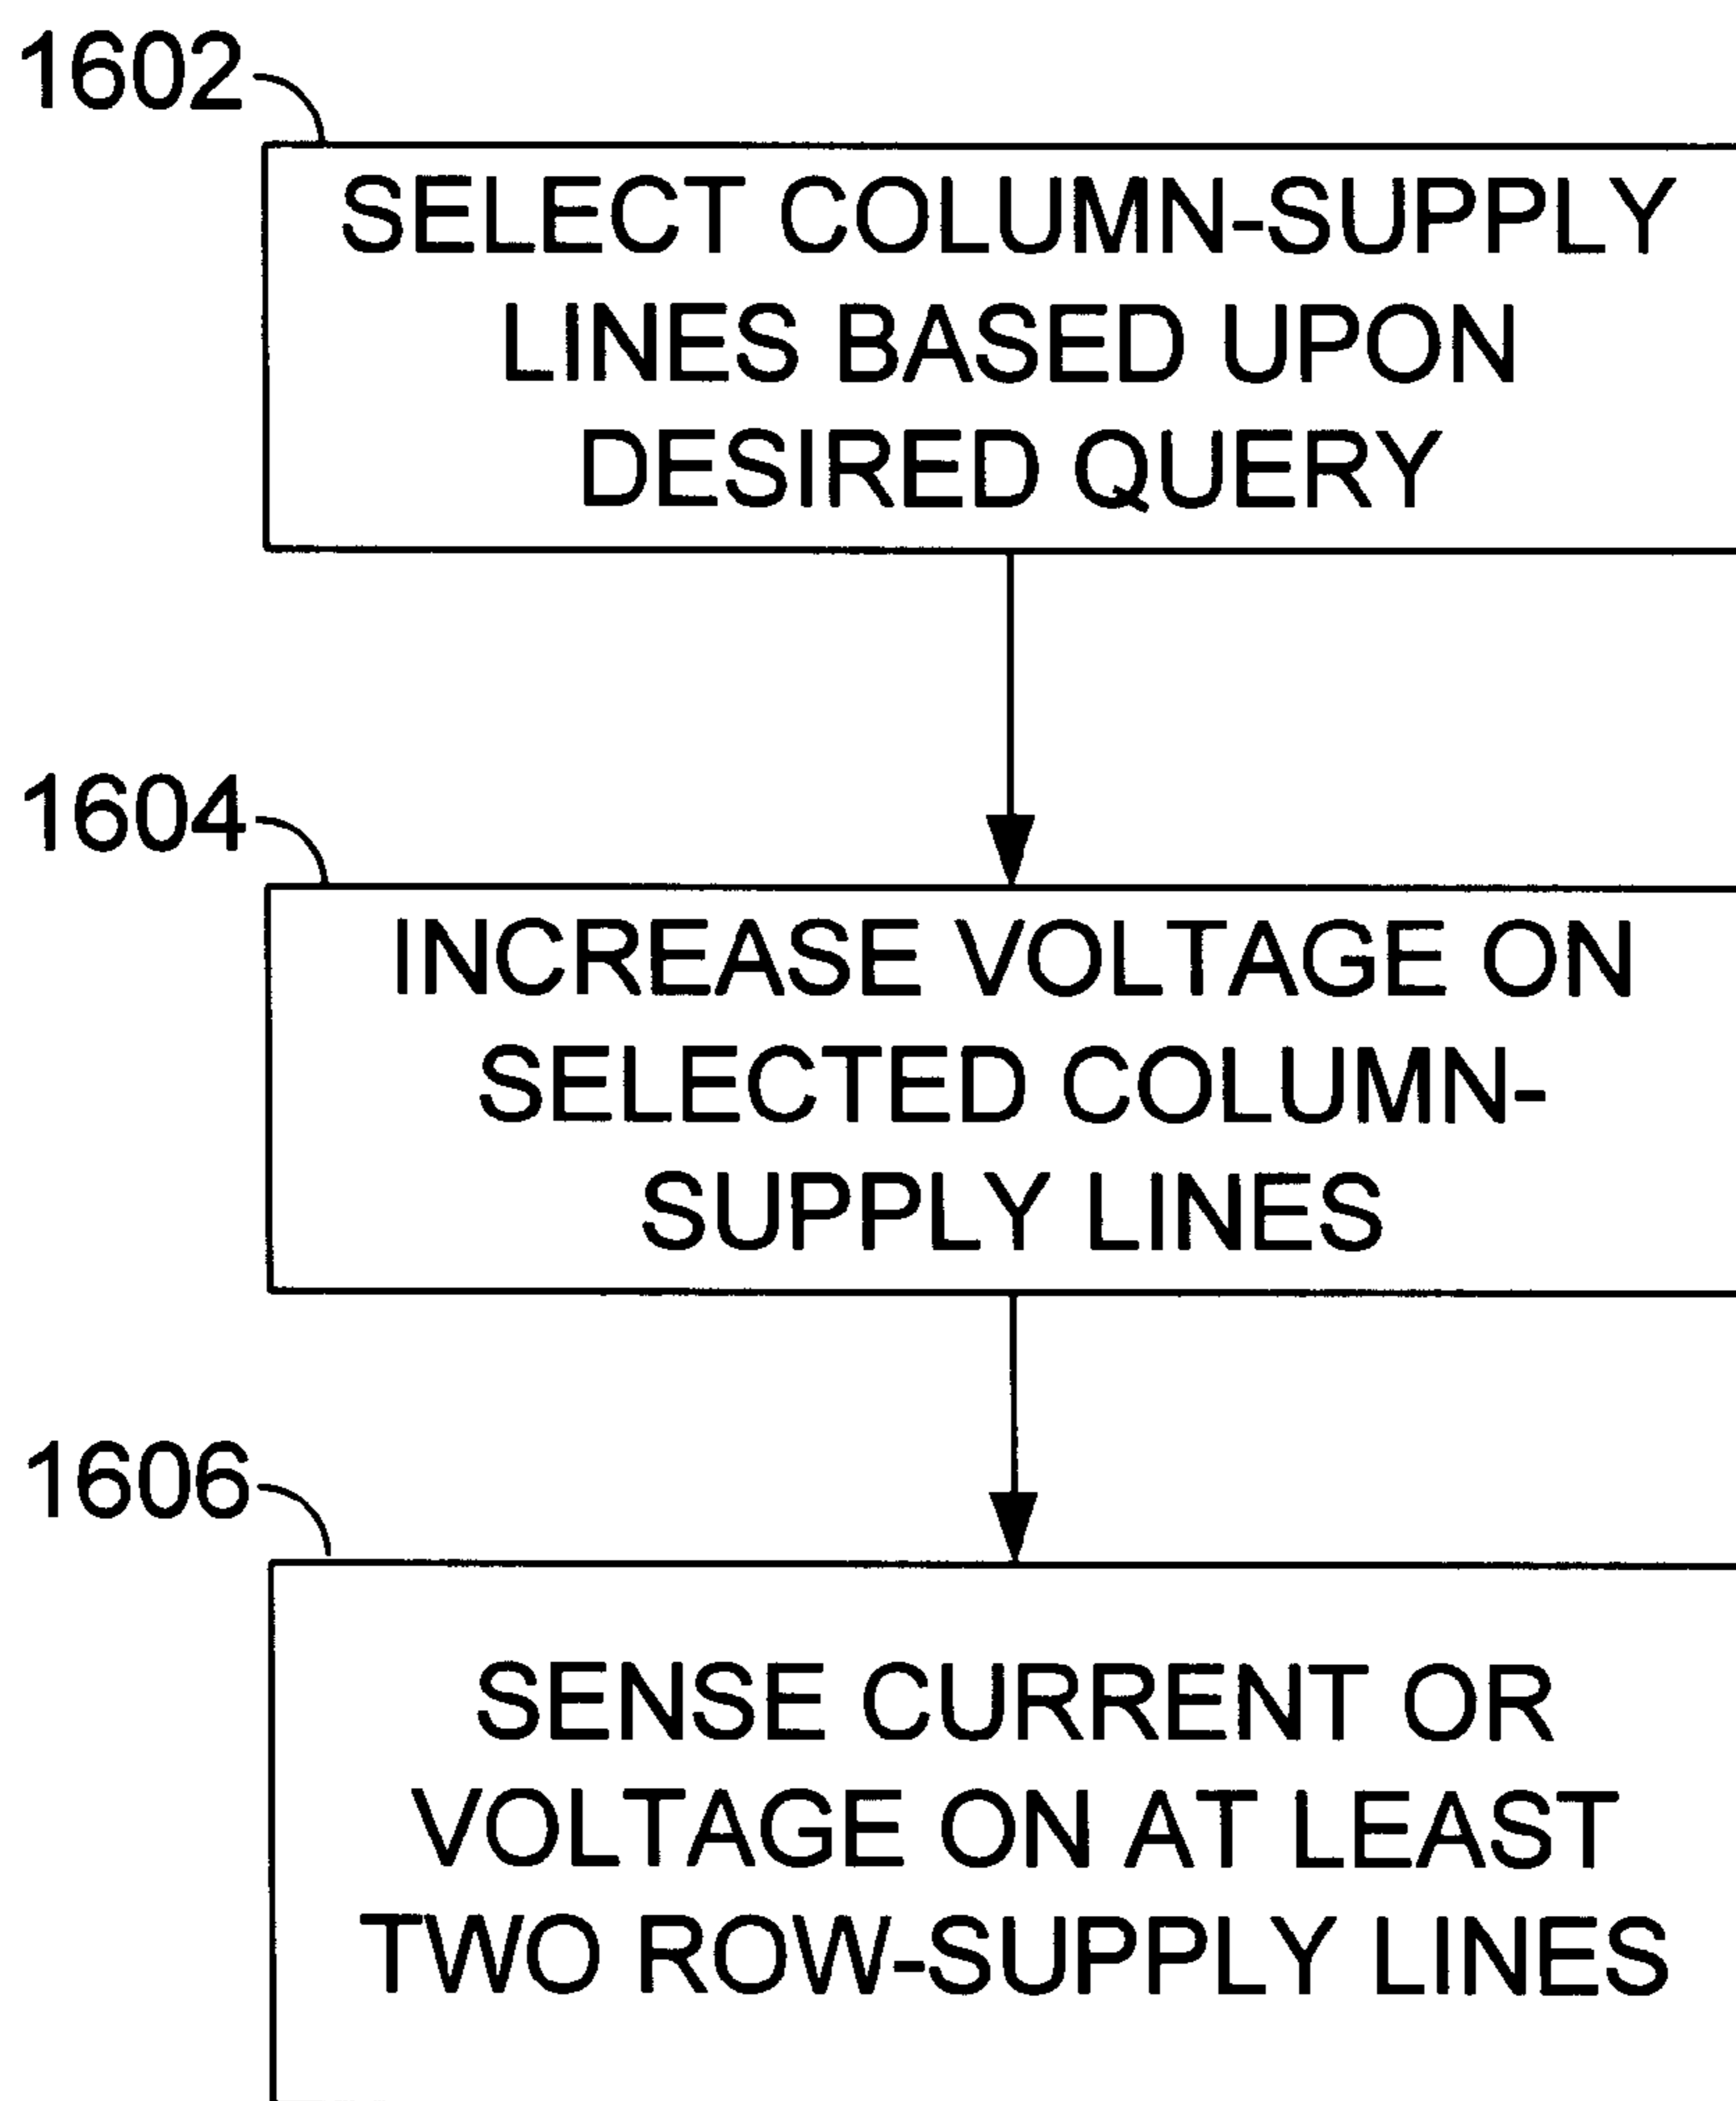 1602
SELECT COLUMN-SUPPLY
LINES BASED UPON
DESIRED QUERY
1604
INCREASE VOLTAGE ON
SELECTED COLUMN-
SUPPLY LINES
1606
SENSE CURRENT OR
VOLTAGE ON AT LEAST
TWO ROW-SUPPLY LINES